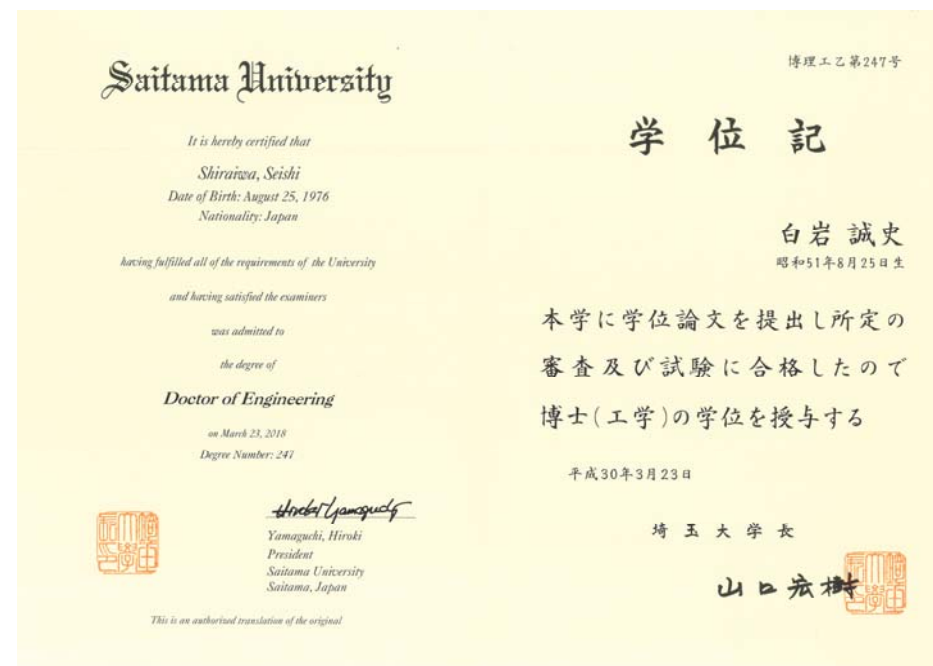 Saitama University
It is hereby certified that
Shiraiwa, Seishi
Date of Birth: August 25, 1976
Nationality: Japan
having fulfilled all of the requirements of the University
and having satisfied the examiners
was admitted to
the degree of
Doctor of Engineering
on March 23, 2018
Degree Number: 247
Hiroki Yamaguchi
Yamaguchi, Hiroki
President
Saitama University
Saitama, Japan
This is an authorized translation of the original
博理工乙第247号
学位記
白岩 誠史
昭和51年8月25日生
本学に学位論文を提出し所定の
審査及び試験に合格したので
博士(工学)の学位を授与する
平成30年3月23日
埼玉大学長
山口宏樹